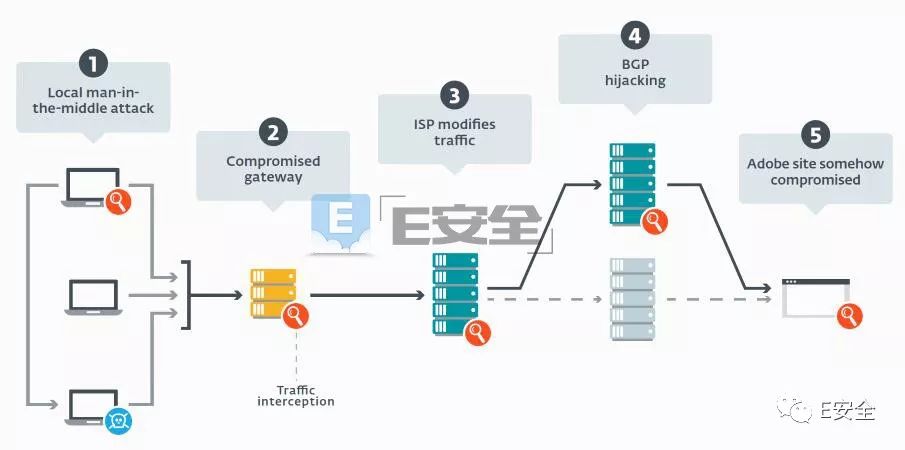 1
Local man-in-
the-middle attack
2
Compromised
gateway
3
ISP modifies
traffic
4
BGP
hijacking
5
Adobe site somehow
compromised
E
E安全
Traffic
interception
E安全